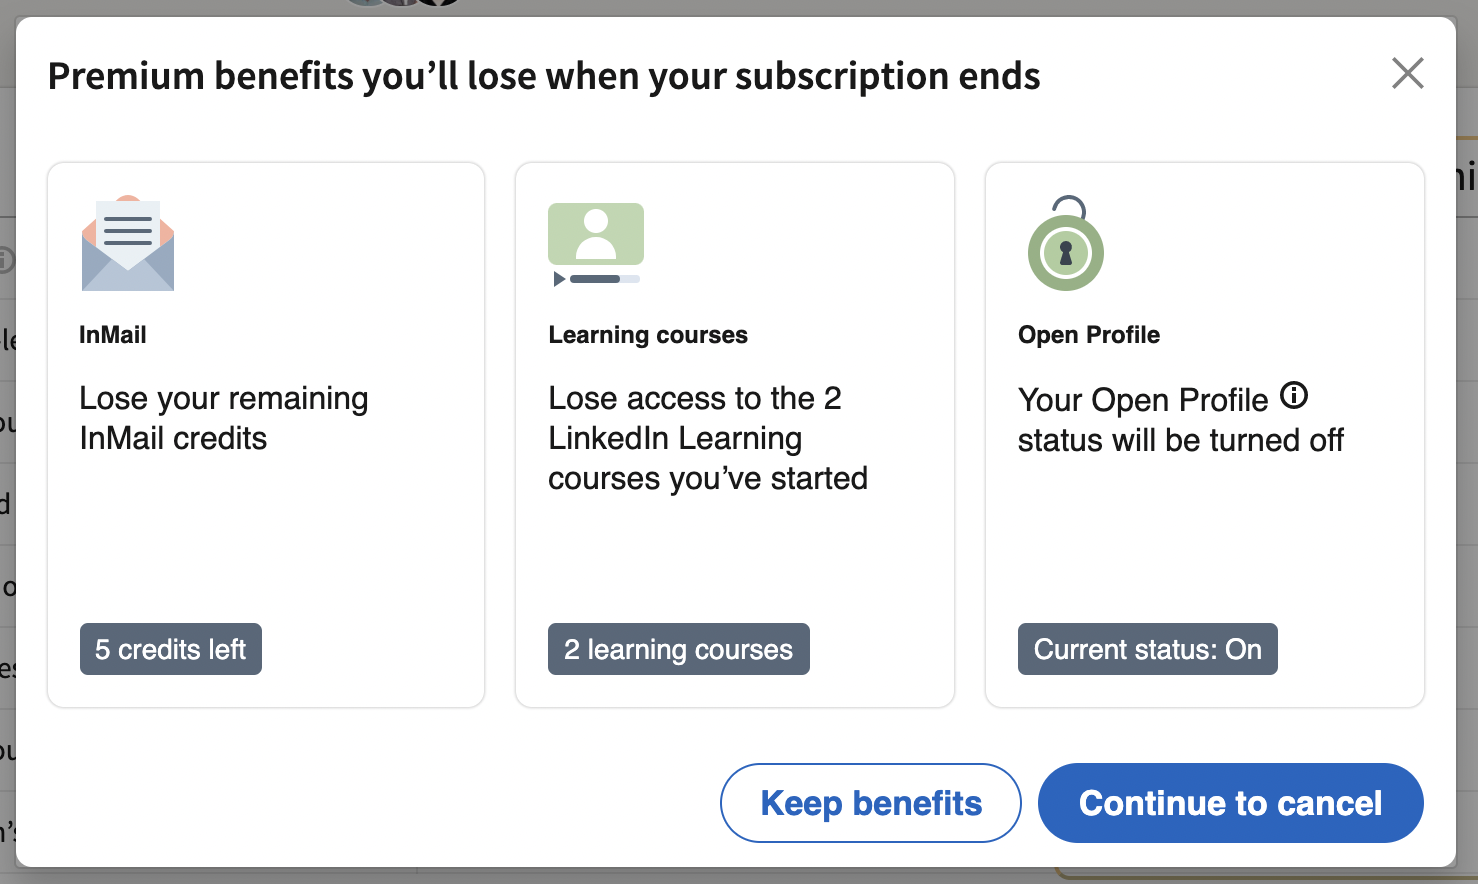 Premium benefits you’ll lose when your subscription ends
InMail
Lose your remaining
InMail credits
5 credits left
Learning courses
Lose access to the 2
LinkedIn Learning
courses you’ve started
2 learning courses
Open Profile
Your Open Profile
status will be turned off
Current status: On
Keep benefits
Continue to cancel